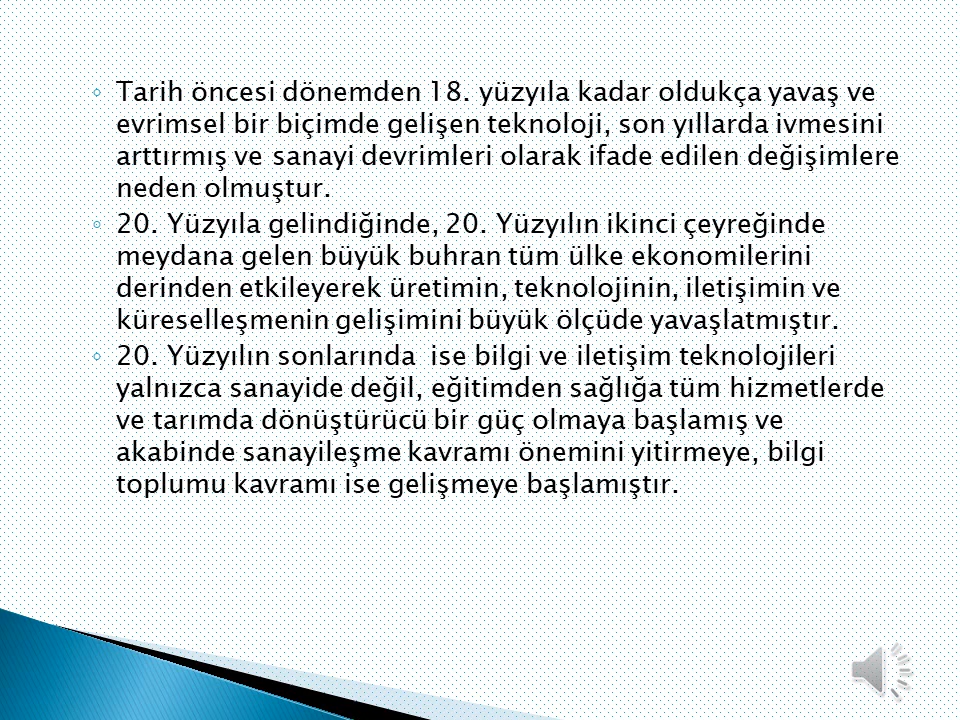 ◦ Tarih öncesi dönemden 18. yüzyıla kadar oldukça yavaş ve
evrimsel bir biçimde gelişen teknoloji, son yıllarda ivmesini
arttırmış ve sanayi devrimleri olarak ifade edilen değişimlere
neden olmuştur.
◦ 20. Yüzyıla gelindiğinde, 20. Yüzyılın ikinci çeyreğinde
meydana gelen büyük buhran tüm ülke ekonomilerini
derinden etkileyerek üretimin, teknolojinin, iletişimin ve
küreselleşmenin gelişimini büyük ölçüde yavaşlatmıştır.
◦ 20. Yüzyılın sonlarında  ise bilgi ve iletişim teknolojileri
yalnızca sanayide değil, eğitimden sağlığa tüm hizmetlerde
ve tarımda dönüştürücü bir güç olmaya başlamış ve
akabinde sanayileşme kavramı önemini yitirmeye, bilgi
toplumu kavramı ise gelişmeye başlamıştır.